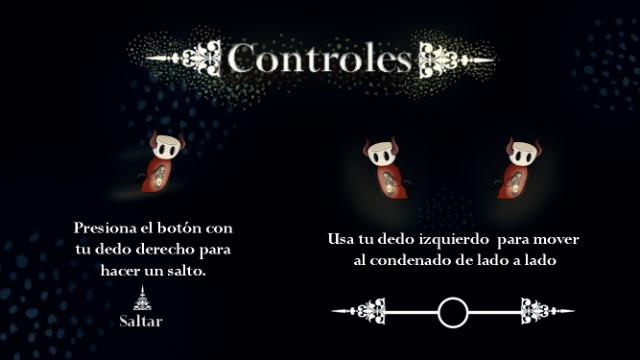 Controles
Presiona el botón con
tu dedo derecho para
hacer un salto.
Saltar
Usa tu dedo izquierdo para mover
al condenado de lado a lado